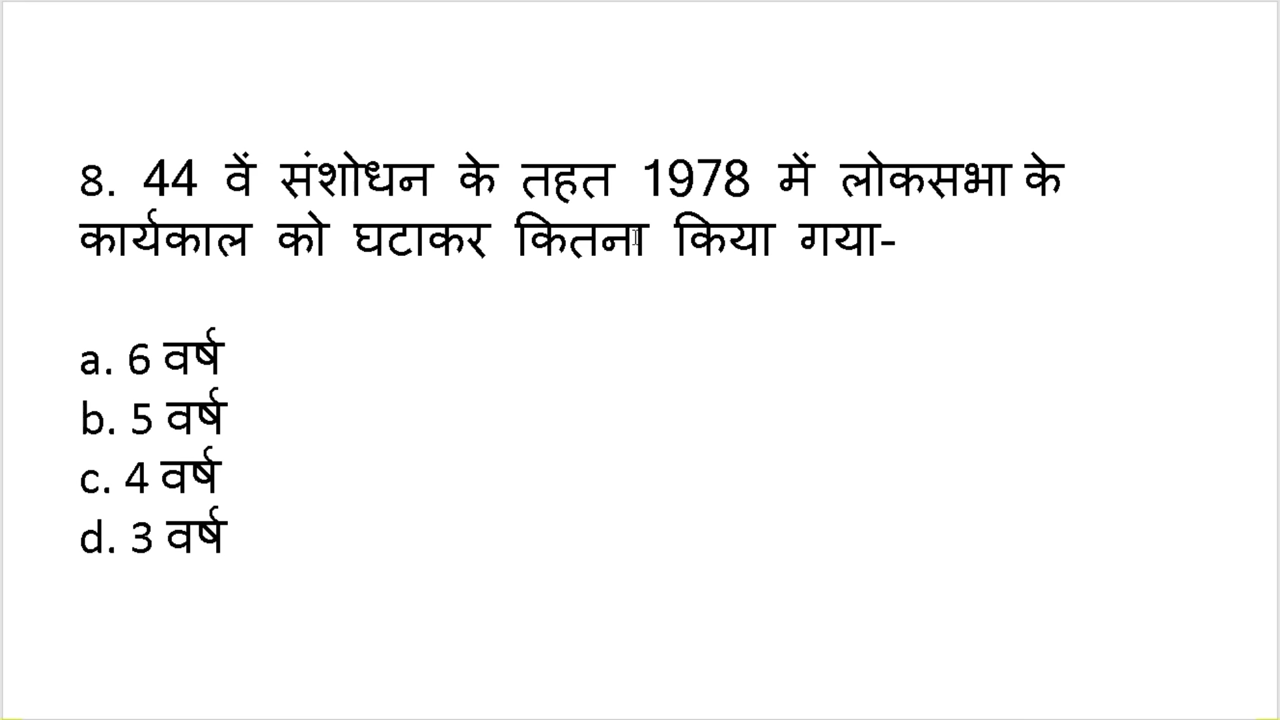 8. 44 वें संशोधन के तहत 1978 में लोकसभा के
कार्यकाल को घटाकर कितना किया गया-
a. 6 वर्ष
b. 5 वर्ष
c. 4 वर्ष
d. 3 वर्ष